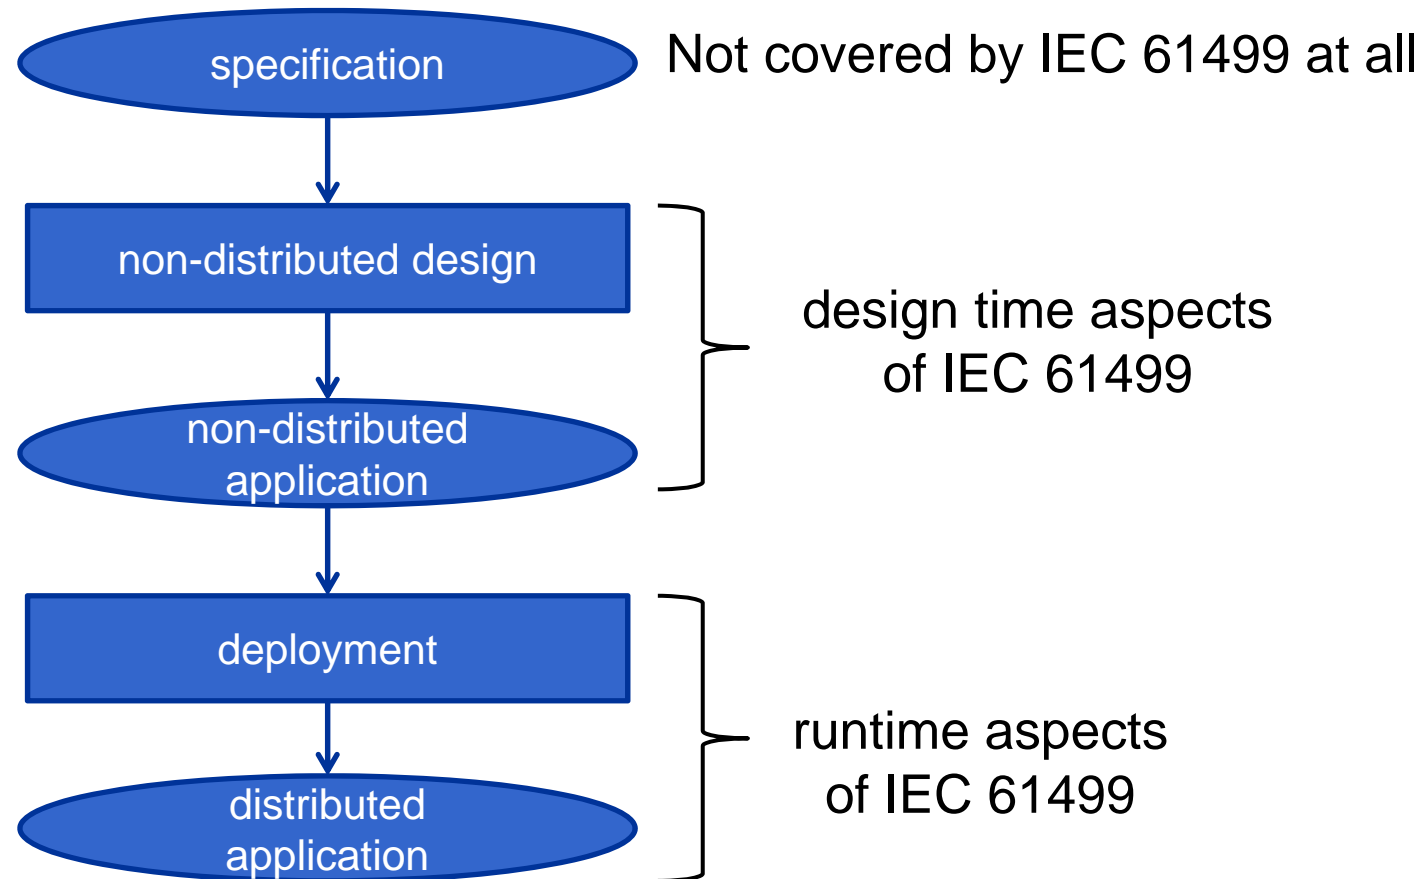 specification
Not covered by IEC 61499 at all
non-distributed design
design time aspects
of IEC 61499
non-distributed
application
deployment
runtime aspects
of IEC 61499
distributed
application